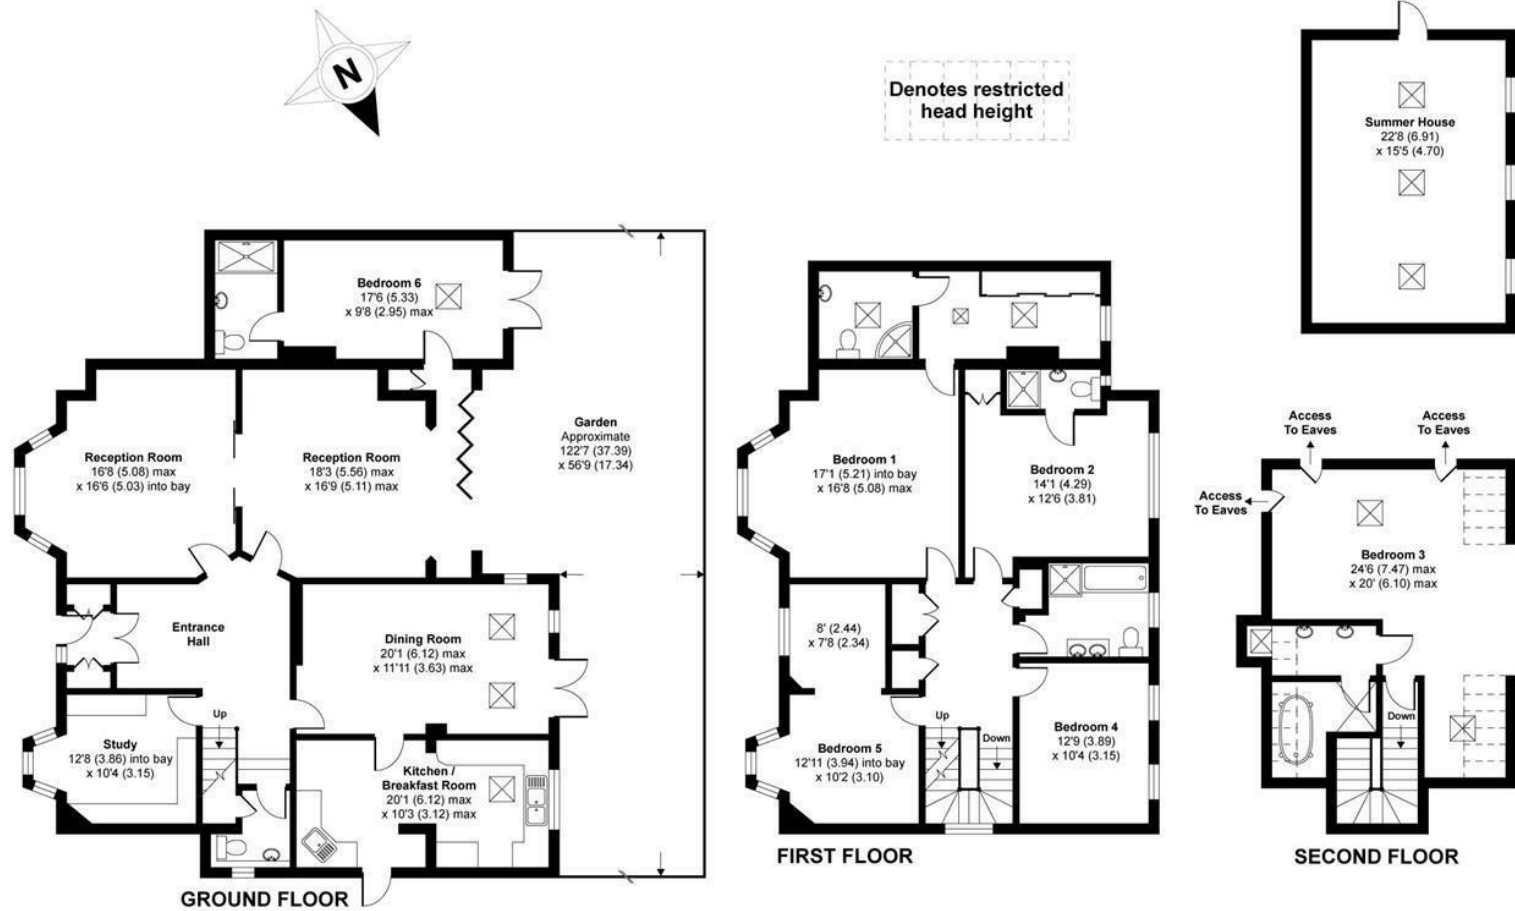 N
Denotes restricted
head height
Summer House
22'8 (6.91)
x 15'5 (4.70)
Bedroom 6
17'6 (5.33)
x 9'8 (2.95) max
Reception Room
16'8 (5.08) max
x 16'6 (5.03) into bay
Reception Room
18'3 (5.56) max
x 16'9 (5.11) max
Garden
Approximate
122'7 (37.39)
x 56'9 (17.34)
Entrance
Hall
Dining Room
20'1 (6.12) max
x 11'11 (3.63) max
Up
Study
12'8 (3.86) into bay
x 10'4 (3.15)
Kitchen /
Breakfast Room
20'1 (6.12) max
x 10'3 (3.12) max
GROUND FLOOR
Bedroom 1
17'1 (5.21) into bay
x 16'8 (5.08) max
Bedroom 2
14'1 (4.29)
x 12'6 (3.81)
8' (2.44)
x 7'8 (2.34)
Up
Down
Bedroom 5
12'11 (3.94) into bay
x 10'2 (3.10)
Bedroom 4
12'9 (3.89)
x 10'4 (3.15)
FIRST FLOOR
Access
To Eaves
Access
To Eaves
Access
To Eaves
Bedroom 3
24'6 (7.47) max
x 20' (6.10) max
Down
SECOND FLOOR